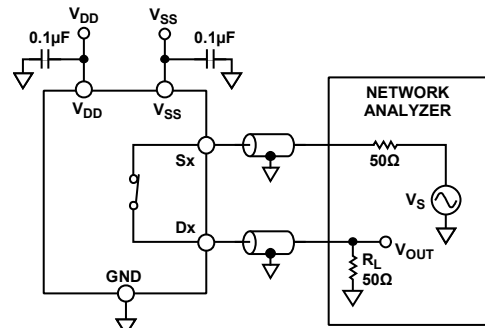 V_DD
V_SS
0.1µF
0.1µF
V_DD
V_SS
NETWORK
ANALYZER
Sx
50Ω
V_S
Dx
V_OUT
R_L
50Ω
GND